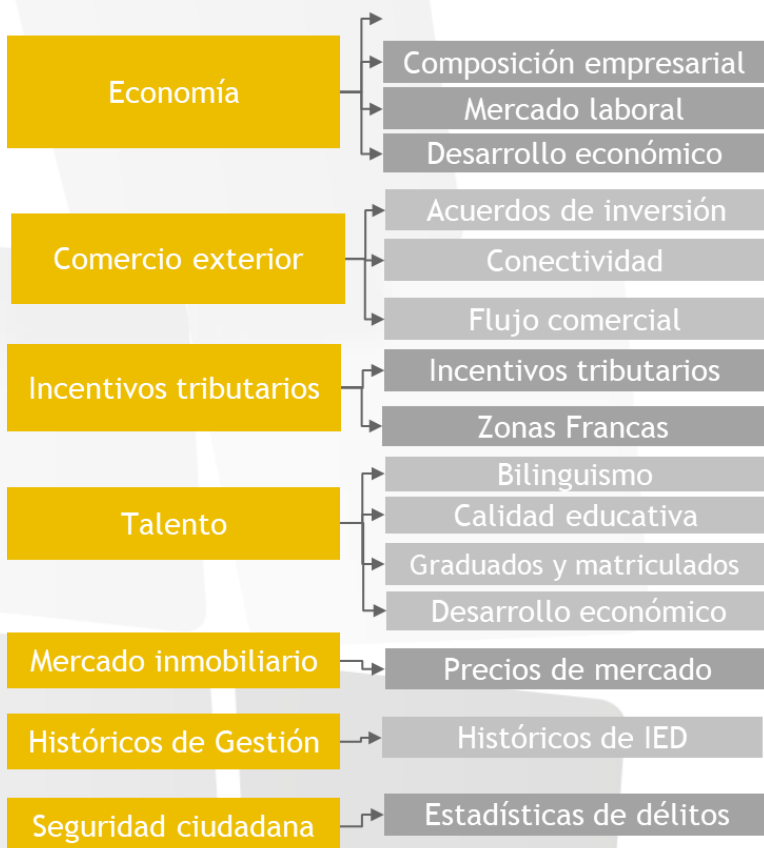 Economía
Composición empresarial
Mercado laboral
Desarrollo económico
Comercio exterior
Acuerdos de inversión
Conectividad
Flujo comercial
Incentivos tributarios
Incentivos tributarios
Zonas Francas
Talento
Bilinguismo
Calidad educativa
Graduados y matriculados
Desarrollo económico
Mercado inmobiliario
Precios de mercado
Históricos de Gestión
Históricos de IED
Seguridad ciudadana
Estadísticas de délitos